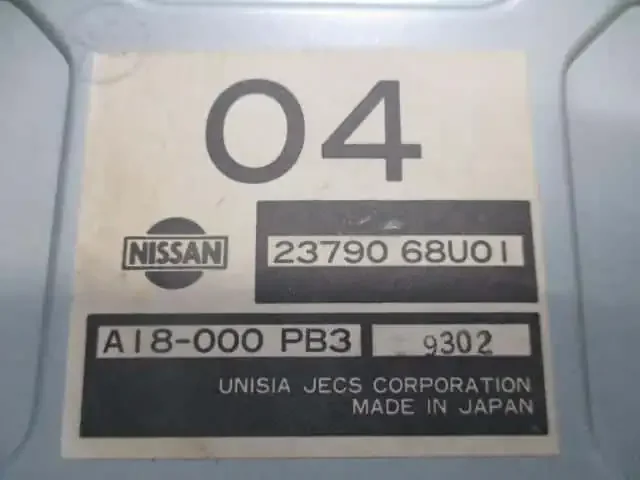 04
NISSAN
23790 68U01
A18-000 PB3
9302
UNISIA JECS CORPORATION
MADE IN JAPAN